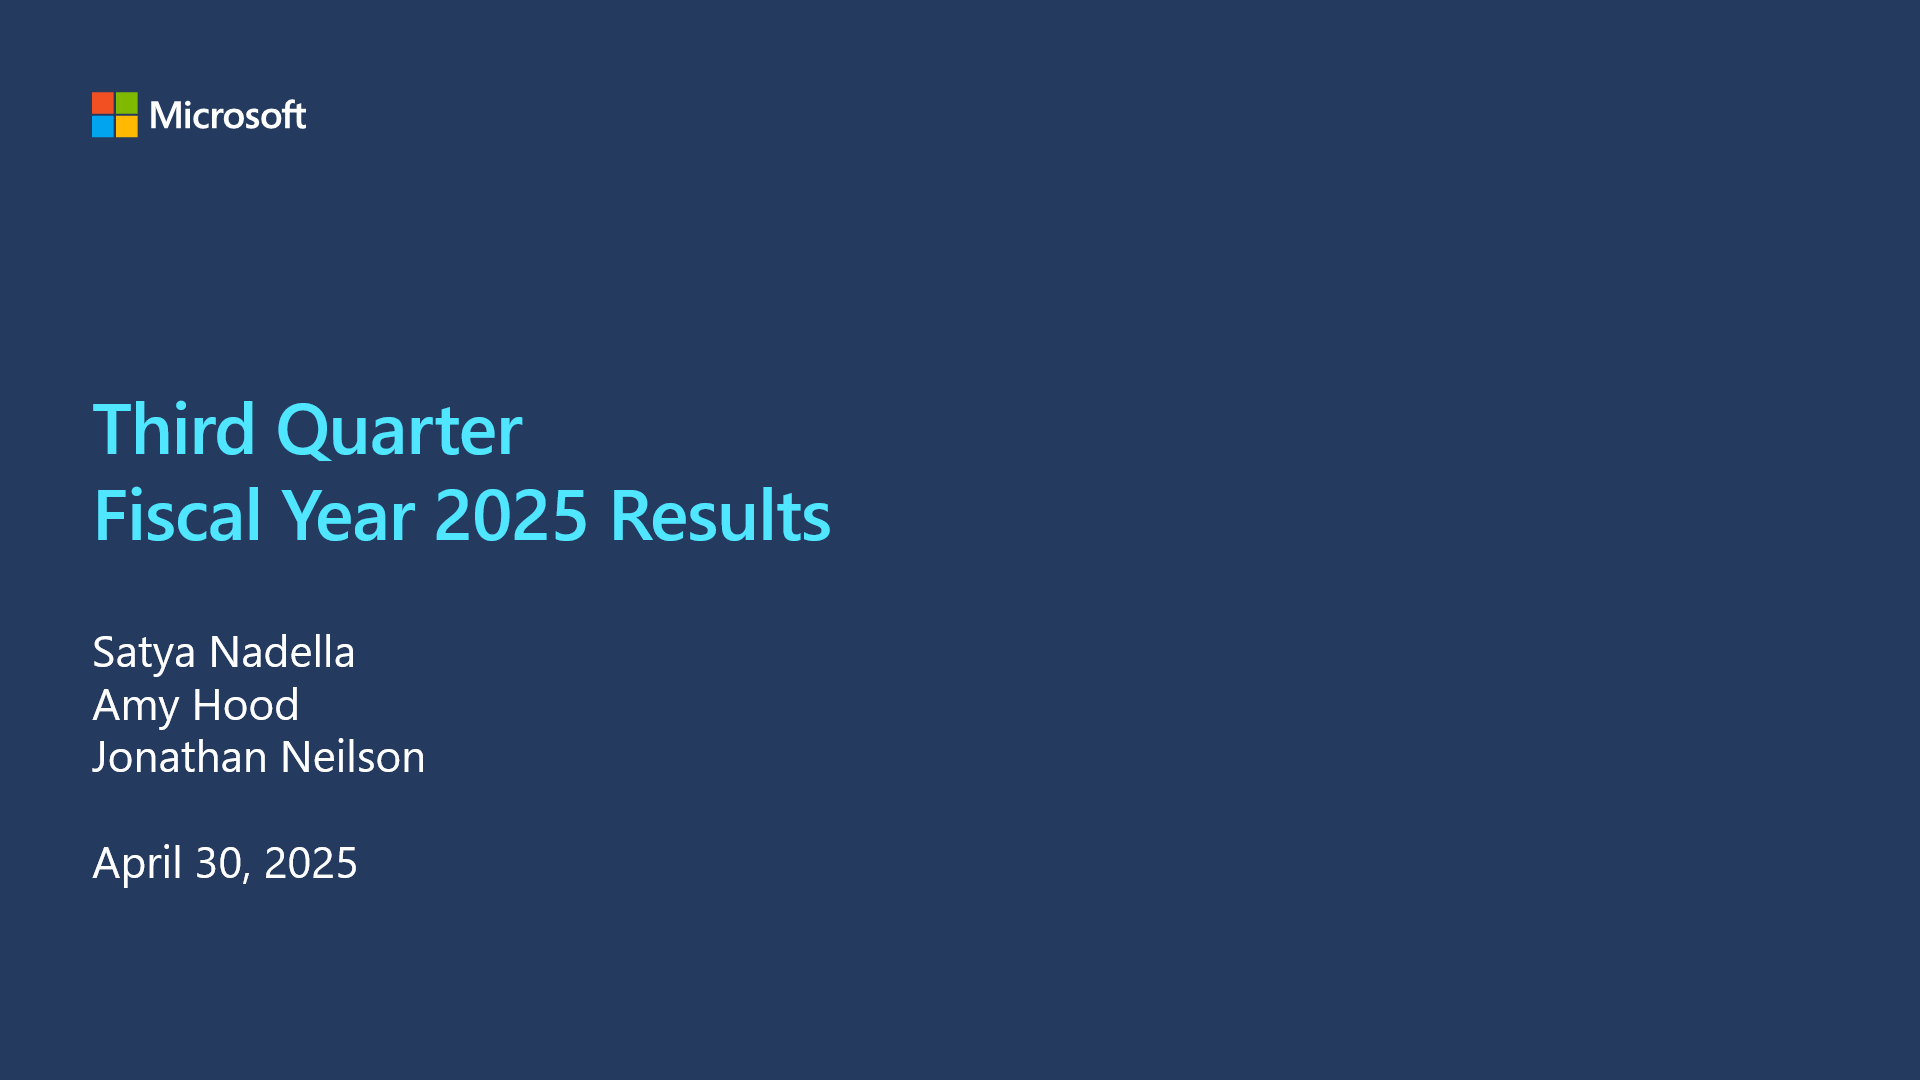 Microsoft
Third Quarter
Fiscal Year 2025 Results
Satya Nadella
Amy Hood
Jonathan Neilson
April 30, 2025